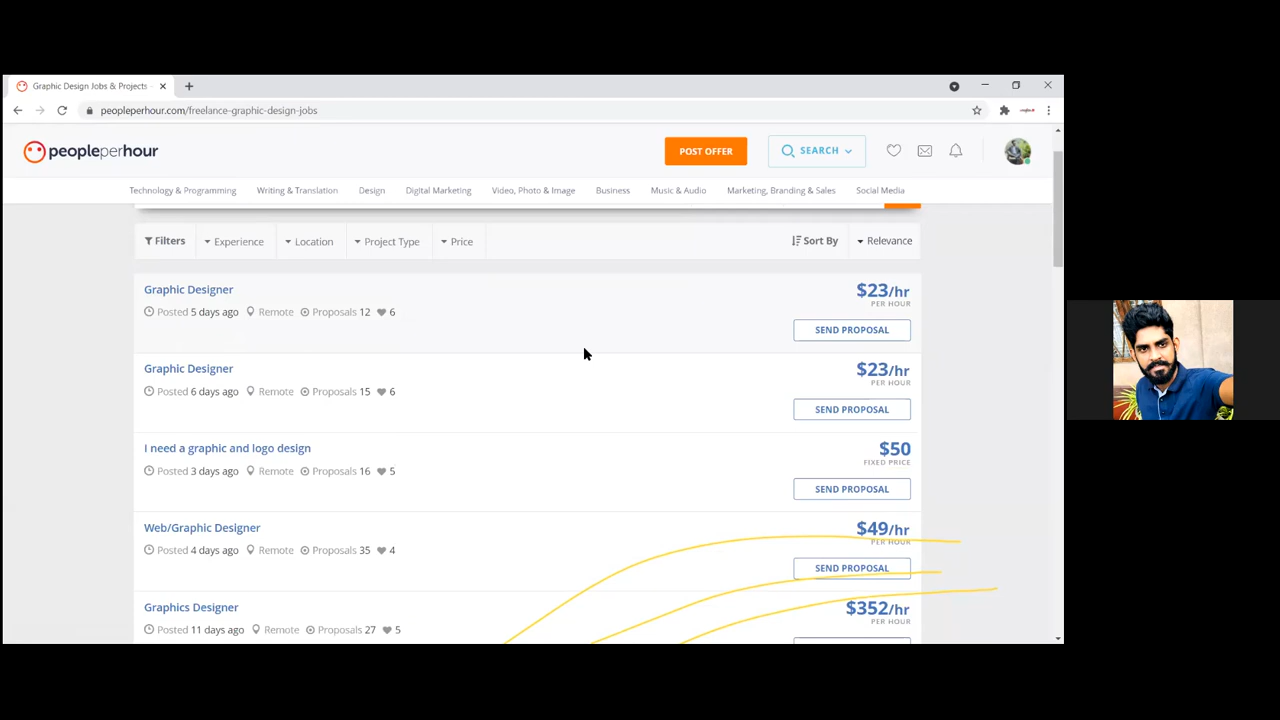 Graphic Design Jobs & Projects
peopleperhour.com/freelance-graphic-design-jobs
peopleperhour
POST OFFER
SEARCH
Technology & Programming Writing & Translation Design Digital Marketing Video, Photo & Image Business Music & Audio Marketing, Branding & Sales Social Media
Filters Experience Location Project Type Price Sort By Relevance
Graphic Designer
$23/hr
PER HOUR
Posted 5 days ago Remote Proposals 12 6
SEND PROPOSAL
Graphic Designer
$23/hr
PER HOUR
Posted 6 days ago Remote Proposals 15 6
SEND PROPOSAL
I need a graphic and logo design
$50
FIXED PRICE
Posted 3 days ago Remote Proposals 16 5
SEND PROPOSAL
Web/Graphic Designer
$49/hr
PER HOUR
Posted 4 days ago Remote Proposals 35 4
SEND PROPOSAL
Graphics Designer
$352/hr
PER HOUR
Posted 11 days ago Remote Proposals 27 5